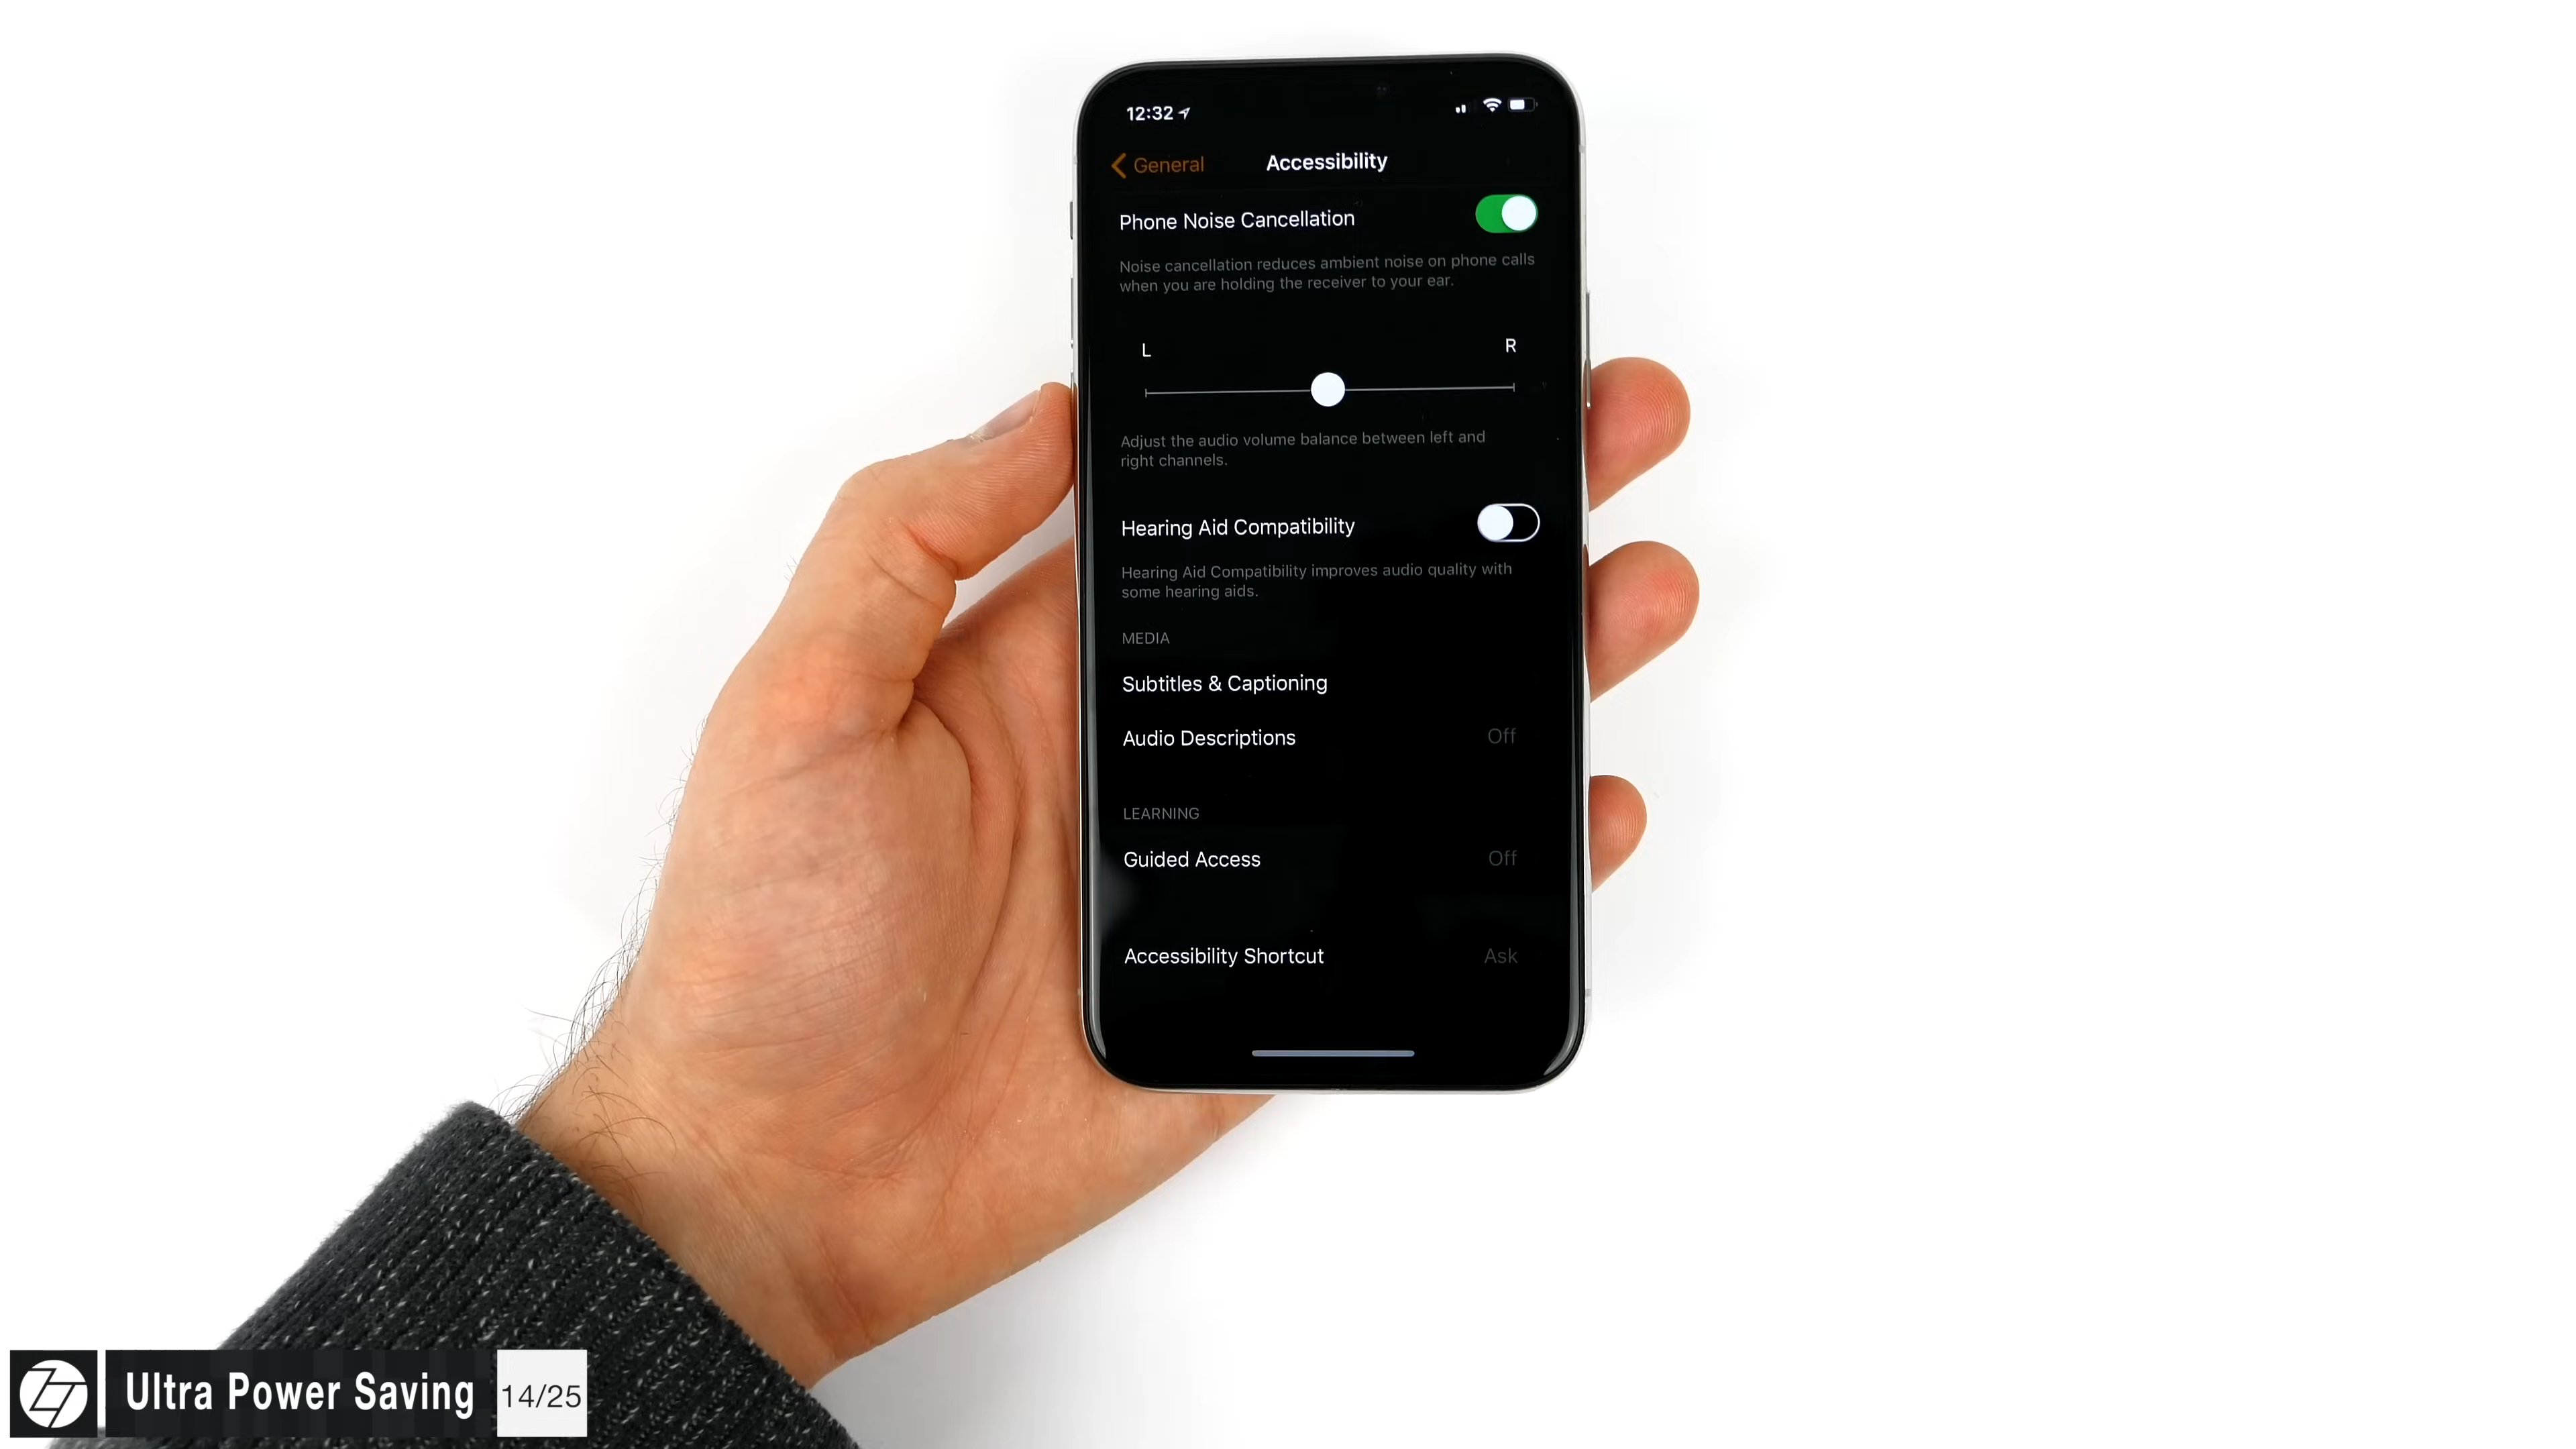 12:32
General
Accessibility
Phone Noise Cancellation
Noise cancellation reduces ambient noise on phone calls
when you are holding the receiver to your ear.
L
R
Adjust the audio volume balance between left and
right channels.
Hearing Aid Compatibility
Hearing Aid Compatibility improves audio quality with
some hearing aids.
MEDIA
Subtitles & Captioning
Audio Descriptions
Off
LEARNING
Guided Access
Off
Accessibility Shortcut
Ask
Ultra Power Saving
14/25